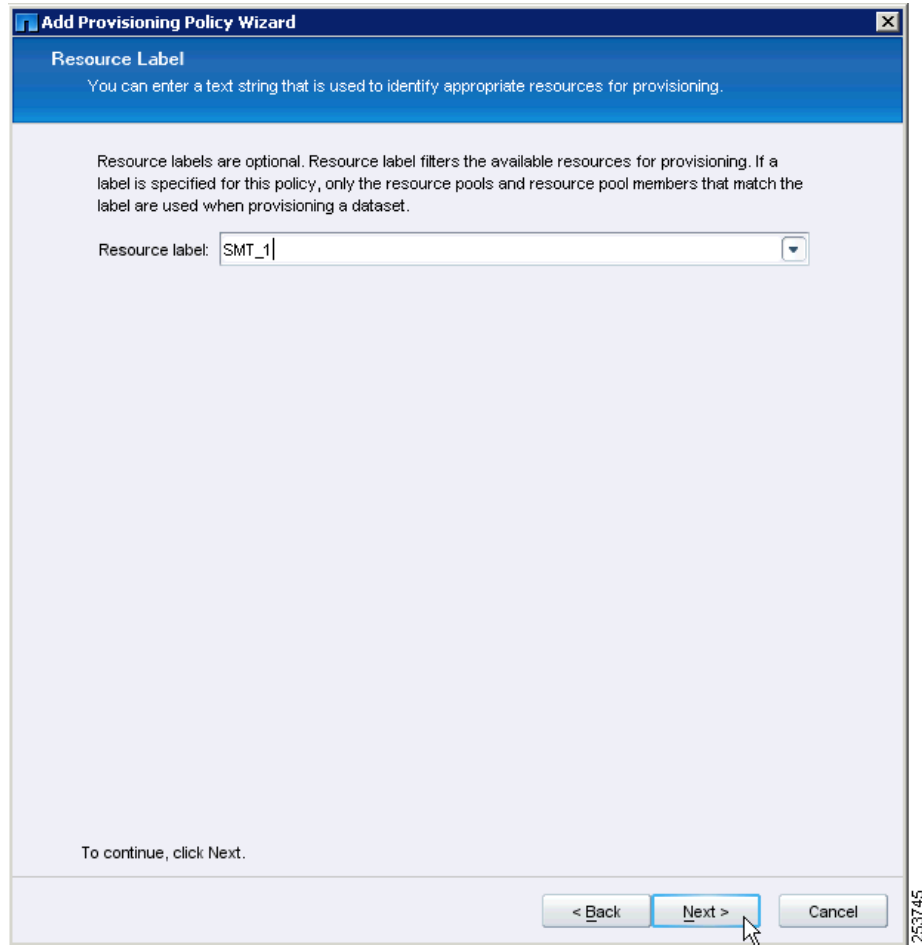 Add Provisioning Policy Wizard
Resource Label
You can enter a text string that is used to identify appropriate resources for provisioning.
Resource labels are optional. Resource label filters the available resources for provisioning. If a
label is specified for this policy, only the resource pools and resource pool members that match the
label are used when provisioning a dataset.
Resource label: SMT_1
To continue, click Next.
< Back Next > Cancel
253745